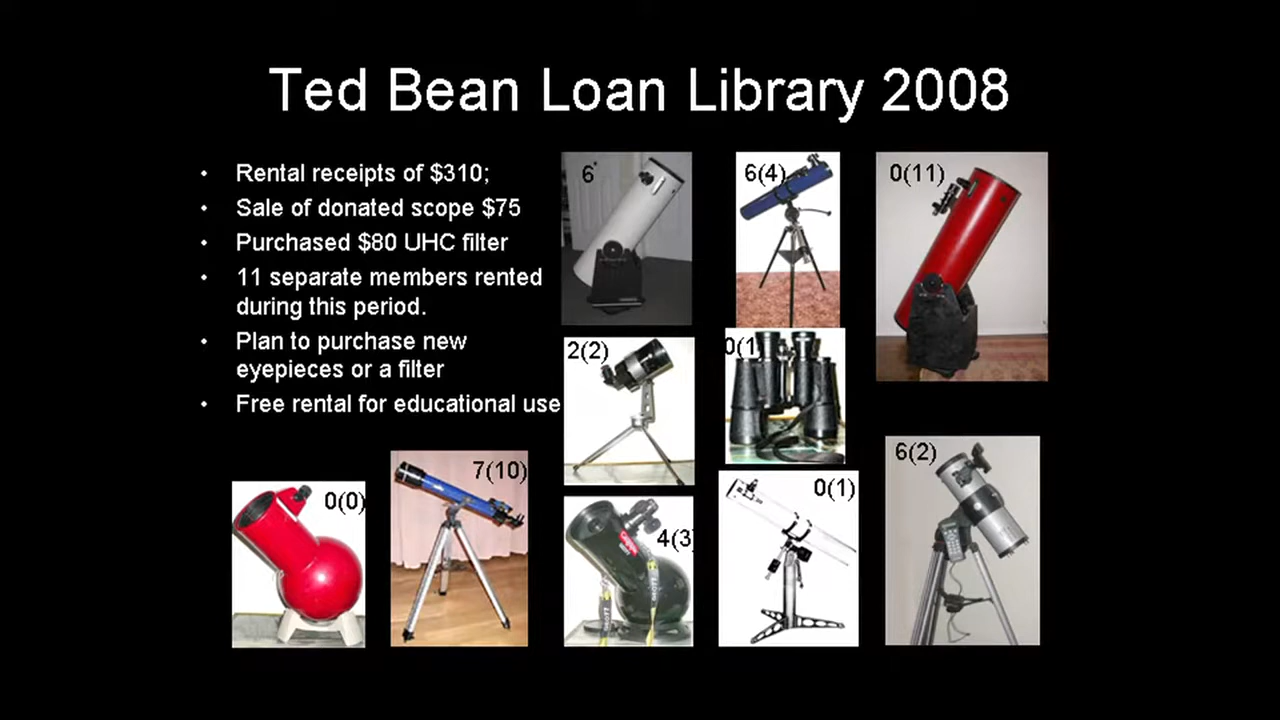 Ted Bean Loan Library 2008
• Rental receipts of $310;
• Sale of donated scope $75
• Purchased $80 UHC filter
• 11 separate members rented
during this period.
• Plan to purchase new
eyepieces or a filter
• Free rental for educational use
6*
6(4)
0(11)
2(2)
0(1
6(2)
7(10)
0(1)
0(0)
4(3)